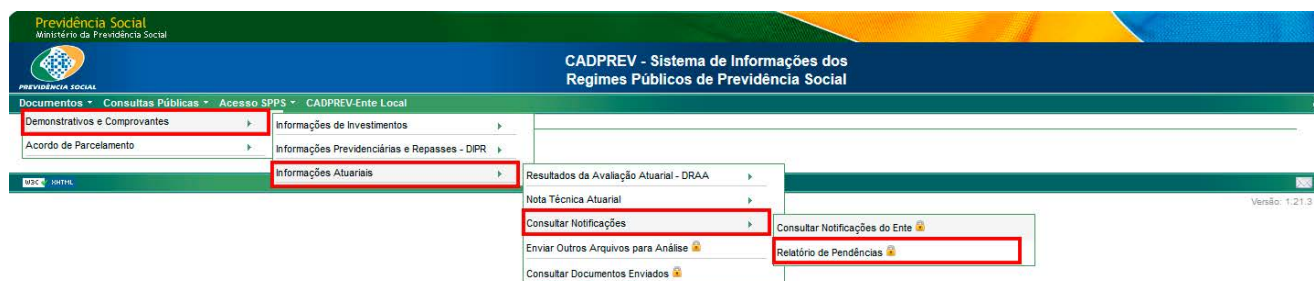 Previdência Social
Ministério da Previdência Social
PREVIDÊNCIA SOCIAL
CADPREV - Sistema de Informações dos
Regimes Públicos de Previdência Social
Documentos Consultas Públicas Acesso SPPS CADPREV-Ente Local
Demonstrativos e Comprovantes
Acordo de Parcelamento
Informações de Investimentos
Informações Previdenciárias e Repasses - DIPR
Informações Atuariais
Resultados da Avaliação Atuarial - DRAA
Nota Técnica Atuarial
Consultar Notificações
Enviar Outros Arquivos para Análise
Consultar Documentos Enviados
Consultar Notificações do Ente
Relatório de Pendências
W3C XHTML
Versão: 1.21.3